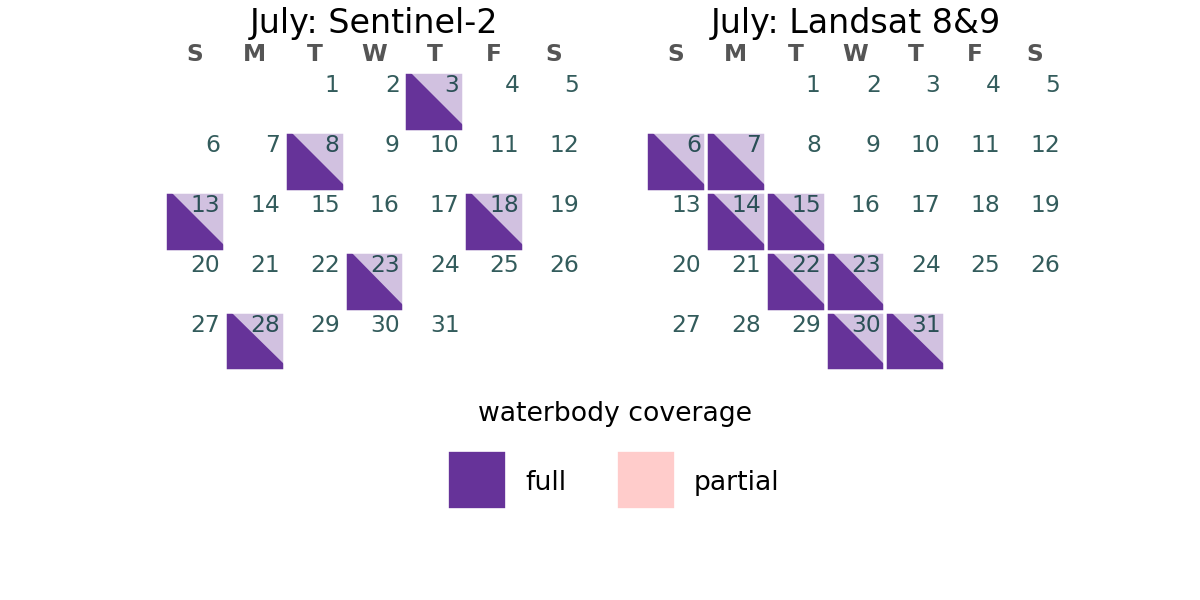 July: Sentinel-2
S M T W T F S
1 2 3 4 5
6 7 8 9 10 11 12
13 14 15 16 17 18 19
20 21 22 23 24 25 26
27 28 29 30 31
July: Landsat 8&9
S M T W T F S
1 2 3 4 5
6 7 8 9 10 11 12
13 14 15 16 17 18 19
20 21 22 23 24 25 26
27 28 29 30 31
waterbody coverage
full partial